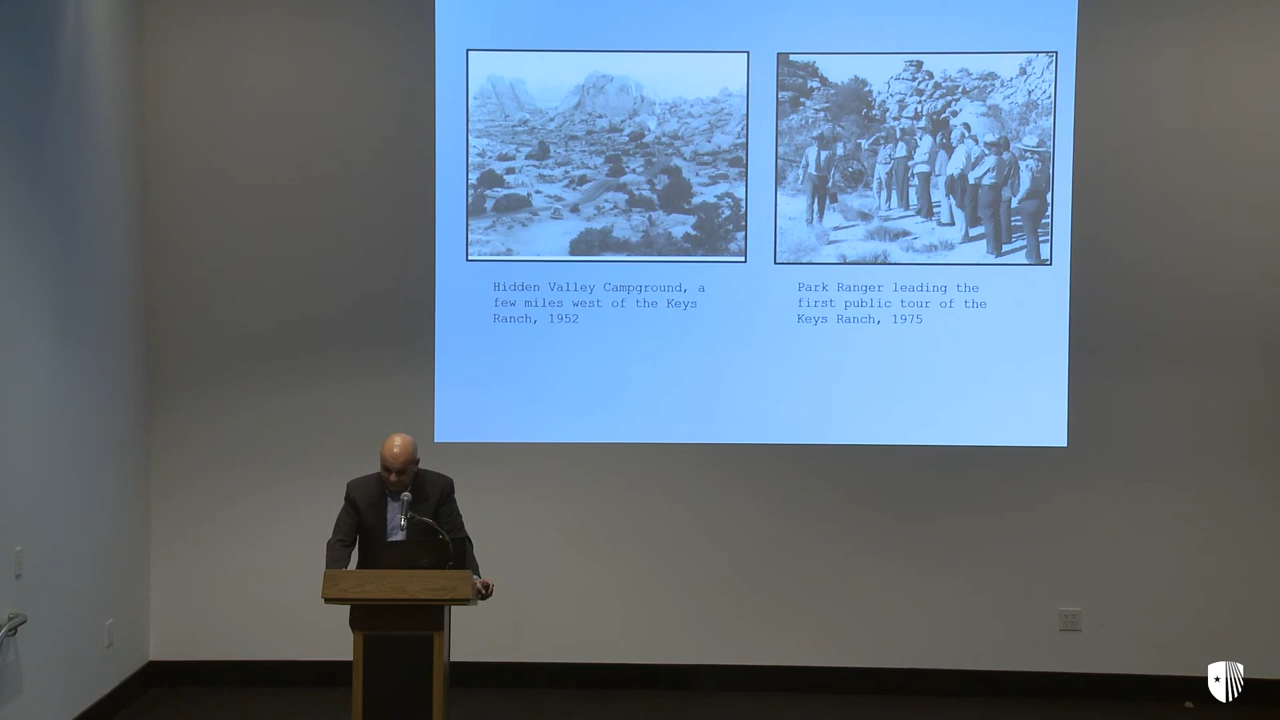 Hidden Valley Campground, a
few miles west of the Keys
Ranch, 1952
Park Ranger leading the
first public tour of the
Keys Ranch, 1975